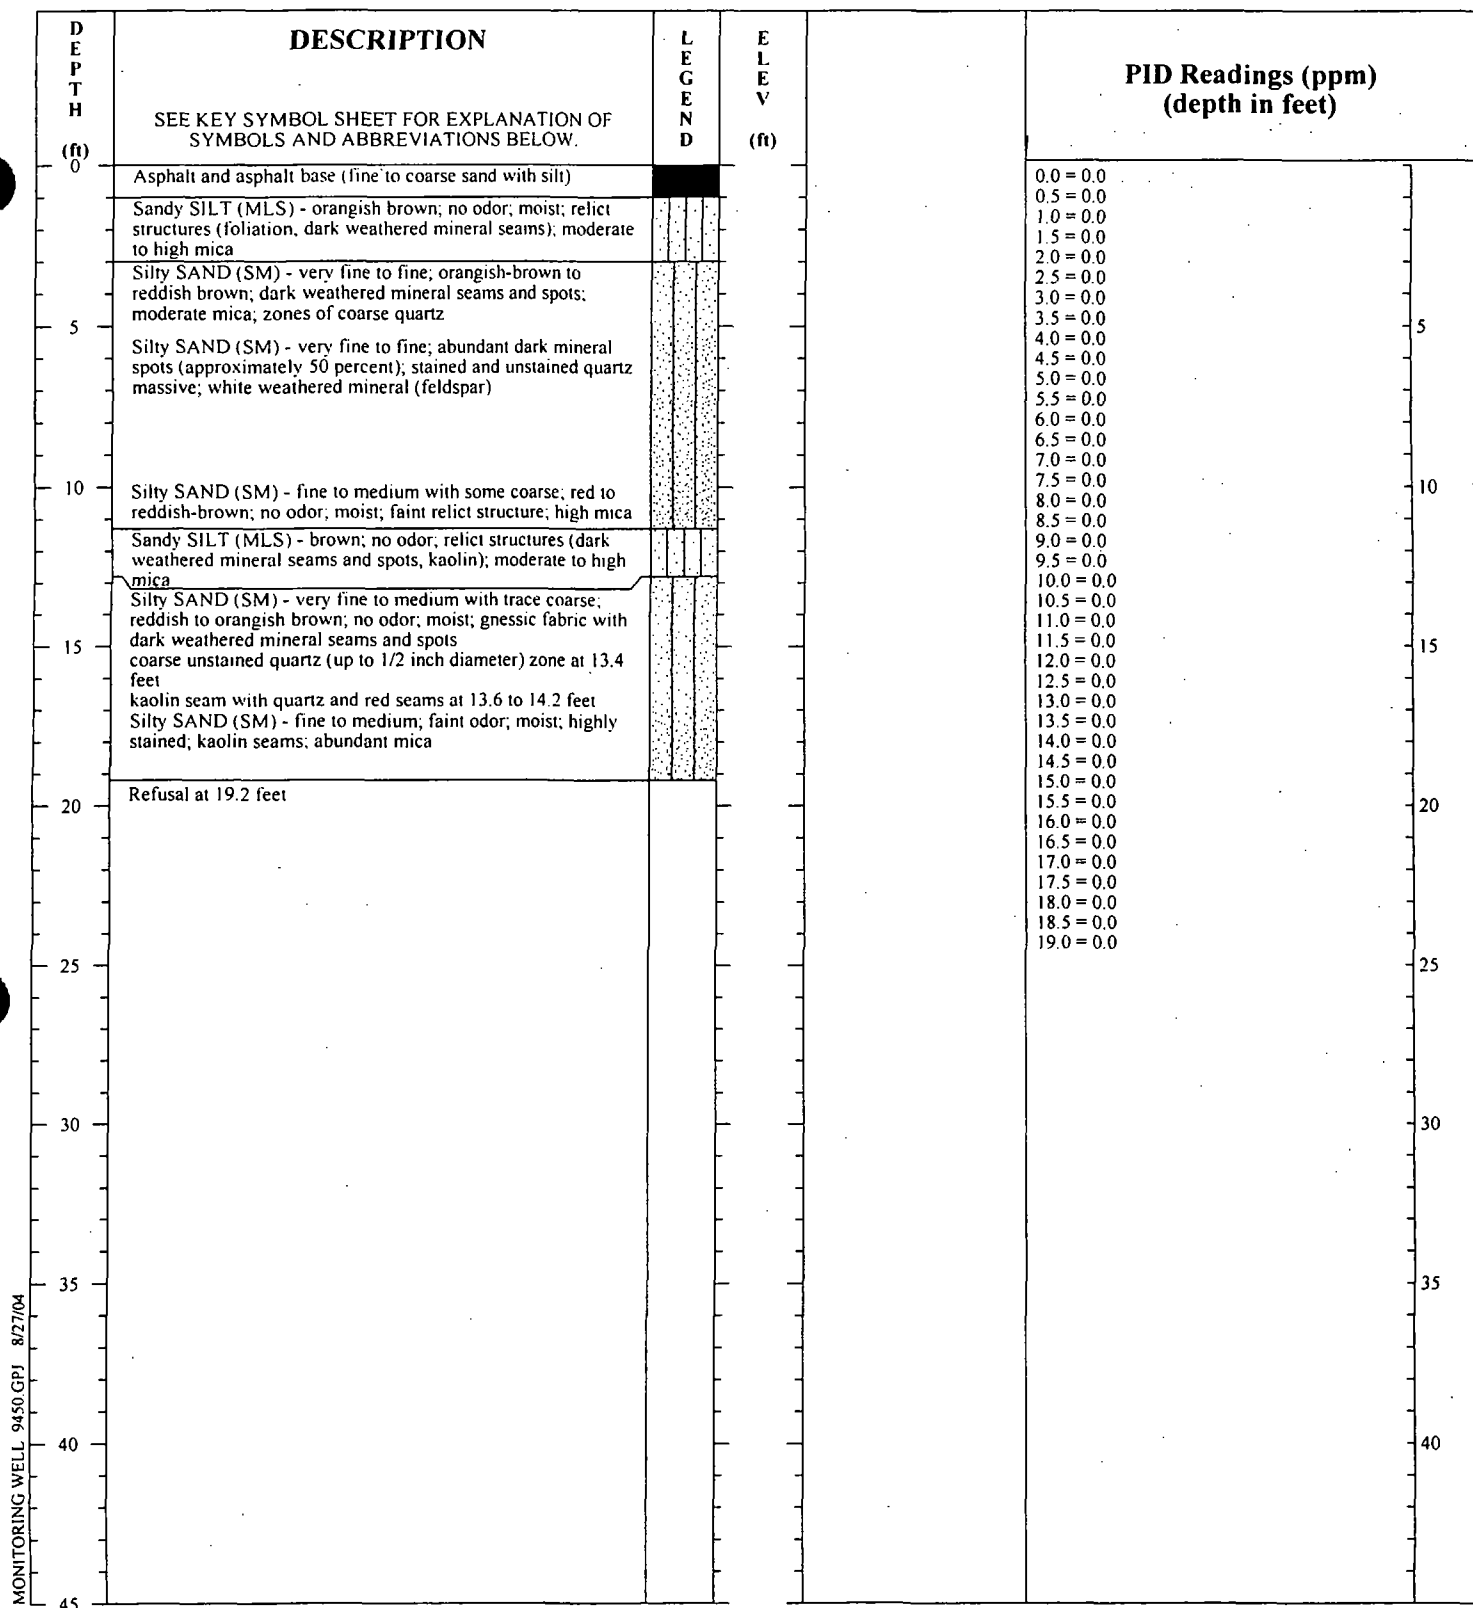 DEPTH
(ft)
DESCRIPTION
SEE KEY SYMBOL SHEET FOR EXPLANATION OF
SYMBOLS AND ABBREVIATIONS BELOW.
LEGEND
ELEV
(ft)
PID Readings (ppm)
(depth in feet)
0
Asphalt and asphalt base (fine to coarse sand with silt)
Sandy SILT (MLS) - orangish brown; no odor; moist; relict
structures (foliation, dark weathered mineral seams); moderate
to high mica
Silty SAND (SM) - very fine to fine; orangish-brown to
reddish brown; dark weathered mineral seams and spots;
moderate mica; zones of coarse quartz
5
Silty SAND (SM) - very fine to fine; abundant dark mineral
spots (approximately 50 percent); stained and unstained quartz
massive; white weathered mineral (feldspar)
10
Silty SAND (SM) - fine to medium with some coarse; red to
reddish-brown; no odor; moist; faint relict structure; high mica
Sandy SILT (MLS) - brown; no odor; relict structures (dark
weathered mineral seams and spots, kaolin); moderate to high
mica
Silty SAND (SM) - very fine to medium with trace coarse;
reddish to orangish brown; no odor; moist; gnessic fabric with
dark weathered mineral seams and spots
15
coarse unstained quartz (up to 1/2 inch diameter) zone at 13.4
feet
kaolin seam with quartz and red seams at 13.6 to 14.2 feet
Silty SAND (SM) - fine to medium; faint odor; moist; highly
stained; kaolin seams; abundant mica
Refusal at 19.2 feet
20
25
30
35
40
45
0.0 = 0.0
0.5 = 0.0
1.0 = 0.0
1.5 = 0.0
2.0 = 0.0
2.5 = 0.0
3.0 = 0.0
3.5 = 0.0
4.0 = 0.0
4.5 = 0.0
5.0 = 0.0
5.5 = 0.0
6.0 = 0.0
6.5 = 0.0
7.0 = 0.0
7.5 = 0.0
8.0 = 0.0
8.5 = 0.0
9.0 = 0.0
9.5 = 0.0
10.0 = 0.0
10.5 = 0.0
11.0 = 0.0
11.5 = 0.0
12.0 = 0.0
12.5 = 0.0
13.0 = 0.0
13.5 = 0.0
14.0 = 0.0
14.5 = 0.0
15.0 = 0.0
15.5 = 0.0
16.0 = 0.0
16.5 = 0.0
17.0 = 0.0
17.5 = 0.0
18.0 = 0.0
18.5 = 0.0
19.0 = 0.0
5
10
15
20
25
30
35
40
MONITORING WELL 9450.GPJ 8/27/04